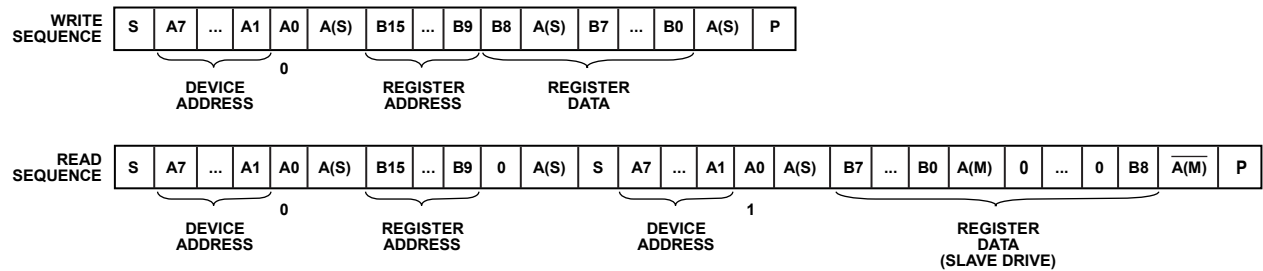 WRITE SEQUENCE S A7 ... A1 A0 A(S) B15 ... B9 B8 A(S) B7 ... B0 A(S) P
0
DEVICE ADDRESS REGISTER ADDRESS REGISTER DATA
READ SEQUENCE S A7 ... A1 A0 A(S) B15 ... B9 0 A(S) S A7 ... A1 A0 A(S) B7 ... B0 A(M) 0 ... 0 B8 A(M) P
0 1
DEVICE ADDRESS REGISTER ADDRESS DEVICE ADDRESS REGISTER DATA (SLAVE DRIVE)